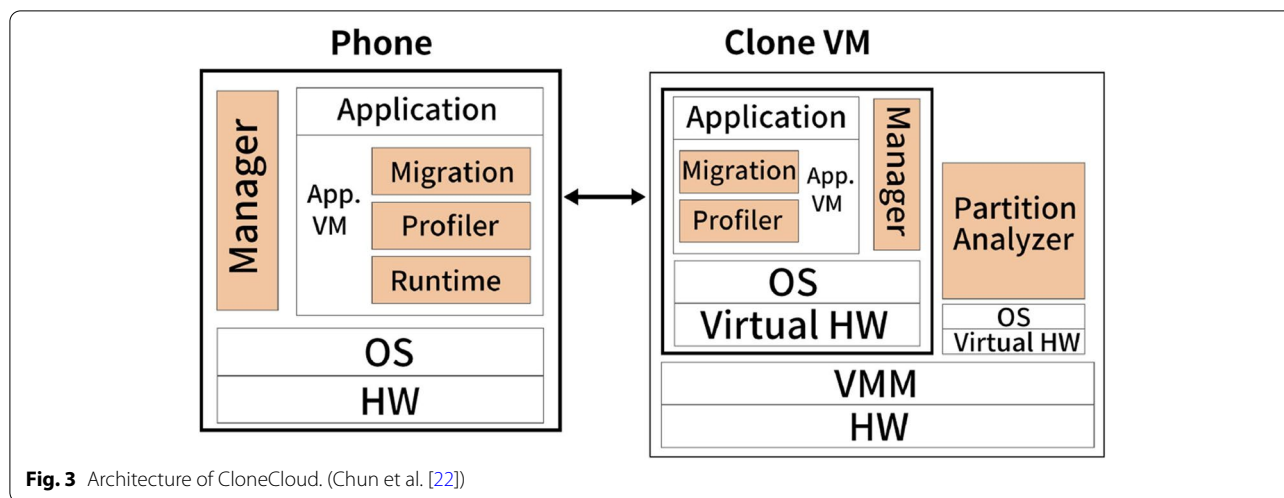 Phone
Manager
Application
App.
VM
Migration
Profiler
Runtime
OS
HW
Clone VM
Application
Migration
Profiler
App.
VM
Manager
OS
Virtual HW
Partition
Analyzer
OS
Virtual HW
VMM
HW
Fig. 3 Architecture of CloneCloud. (Chun et al. [22])